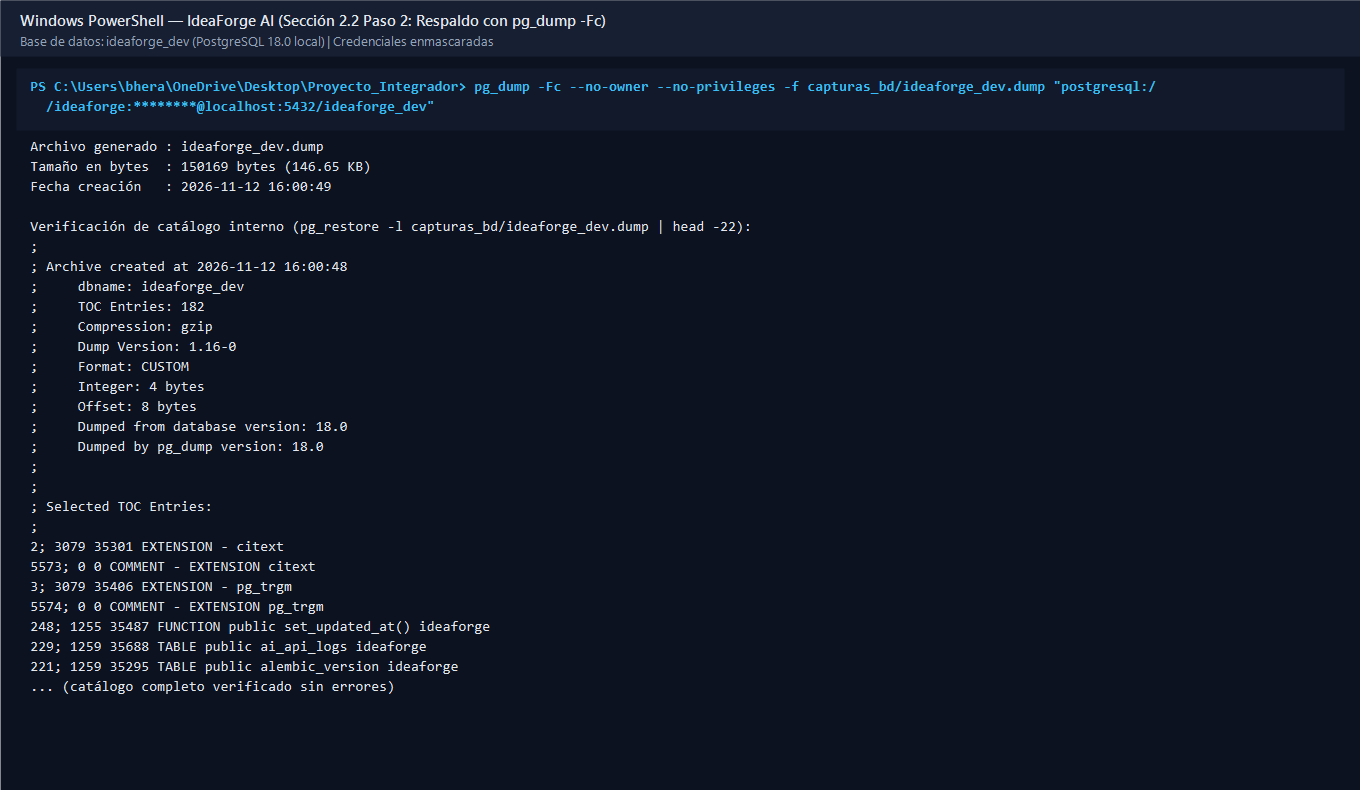 Windows PowerShell — IdeaForge AI (Sección 2.2 Paso 2: Respaldo con pg_dump -Fc)
Base de datos: ideaforge_dev (PostgreSQL 18.0 local) | Credenciales enmascaradas
PS C:\Users\bhera\OneDrive\Desktop\Proyecto_Integrador> pg_dump -Fc --no-owner --no-privileges -f capturas_bd/ideaforge_dev.dump "postgresql:/
/ideaforge:********@localhost:5432/ideaforge_dev"
Archivo generado : ideaforge_dev.dump
Tamaño en bytes  : 150169 bytes (146.65 KB)
Fecha creación   : 2026-11-12 16:00:49
Verificación de catálogo interno (pg_restore -l capturas_bd/ideaforge_dev.dump | head -22):
;
; Archive created at 2026-11-12 16:00:48
;     dbname: ideaforge_dev
;     TOC Entries: 182
;     Compression: gzip
;     Dump Version: 1.16-0
;     Format: CUSTOM
;     Integer: 4 bytes
;     Offset: 8 bytes
;     Dumped from database version: 18.0
;     Dumped by pg_dump version: 18.0
;
;
; Selected TOC Entries:
;
2; 3079 35301 EXTENSION - citext
5573; 0 0 COMMENT - EXTENSION citext
3; 3079 35406 EXTENSION - pg_trgm
5574; 0 0 COMMENT - EXTENSION pg_trgm
248; 1255 35487 FUNCTION public set_updated_at() ideaforge
229; 1259 35688 TABLE public ai_api_logs ideaforge
221; 1259 35295 TABLE public alembic_version ideaforge
... (catálogo completo verificado sin errores)